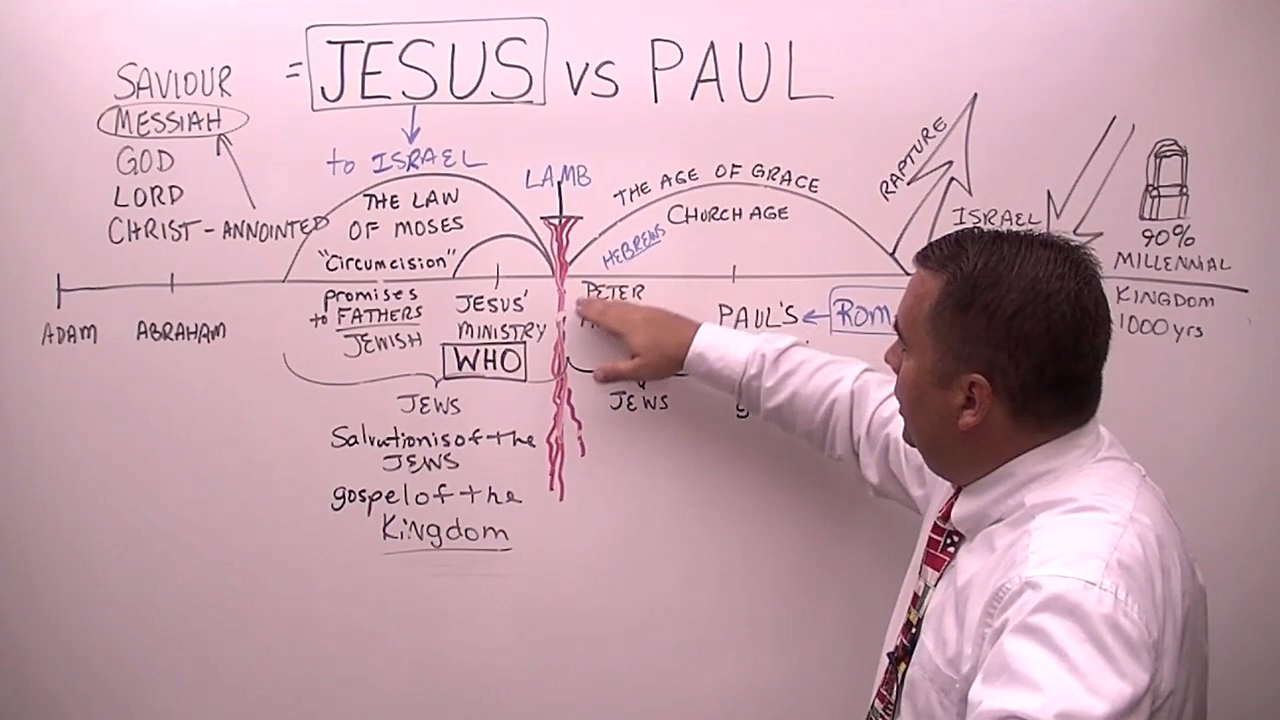 = JESUS vs PAUL
SAVIOUR
MESSIAH
GOD
LORD
CHRIST - ANNOINTED
to ISRAEL
THE LAW
OF MOSES
"Circumcision"
LAMB
THE AGE OF GRACE
CHURCH AGE
HEBREWS
RAPTURE
ISRAEL
90%
MILLENNIAL
KINGDOM
1000 yrs
ADAM
ABRAHAM
promises
to FATHERS
JEWISH
JESUS'
MINISTRY
WHO
PETER
PAUL'S
JEWS
JEWS
Salvation is of the
JEWS
gospel of the
Kingdom